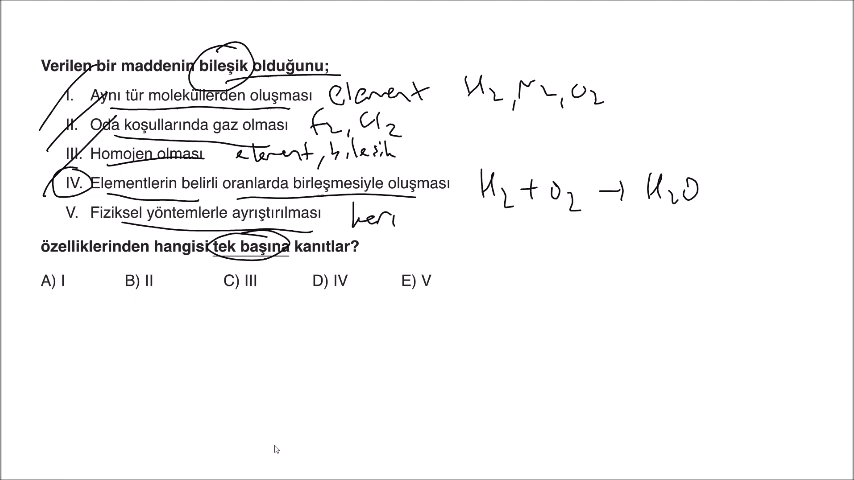 Verilen bir maddenin bileşik olduğunu;
I. Aynı tür moleküllerden oluşması element H₂, N₂, O₂
II. Oda koşullarında gaz olması F₂, Cl₂
III. Homojen olması element, bileşik
IV. Elementlerin belirli oranlarda birleşmesiyle oluşması H₂ + O₂ → H₂O
V. Fiziksel yöntemlerle ayrıştırılması
özelliklerinden hangisi tek başına kanıtlar?
A) I B) II C) III D) IV E) V